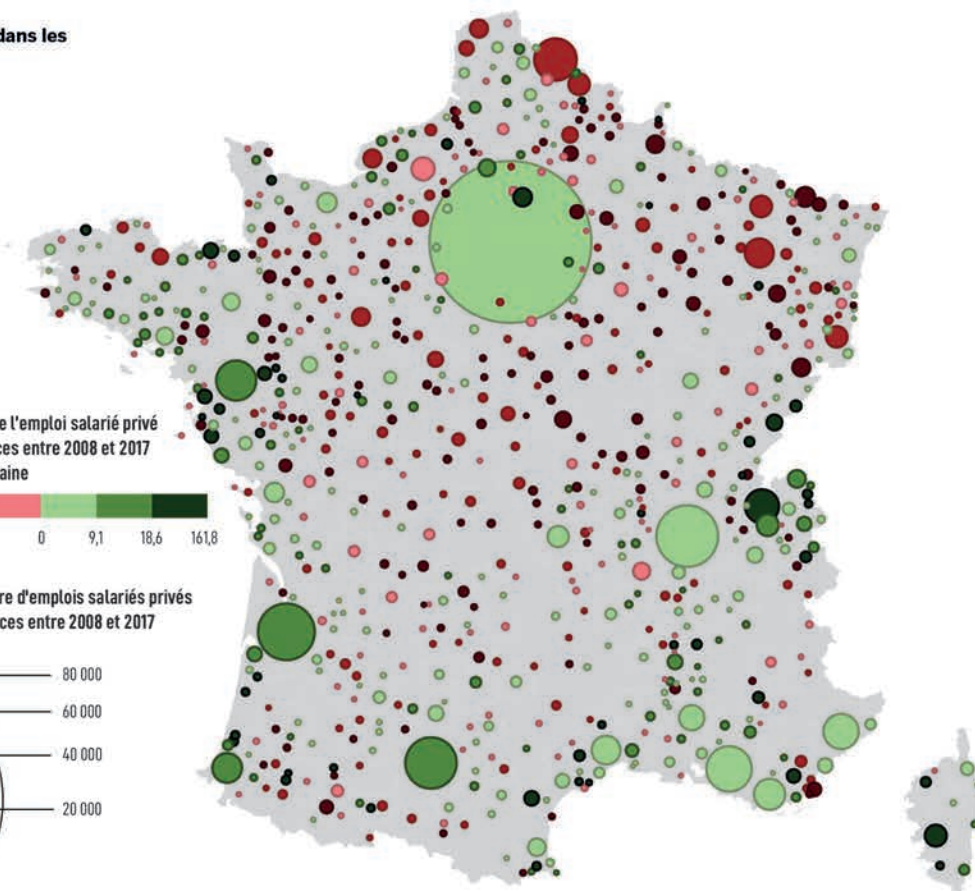 dans les
e l'emploi salarié privé
ces entre 2008 et 2017
aine
0 9,1 18,6 161,8
re d'emplois salariés privés
ces entre 2008 et 2017
80 000
60 000
40 000
20 000